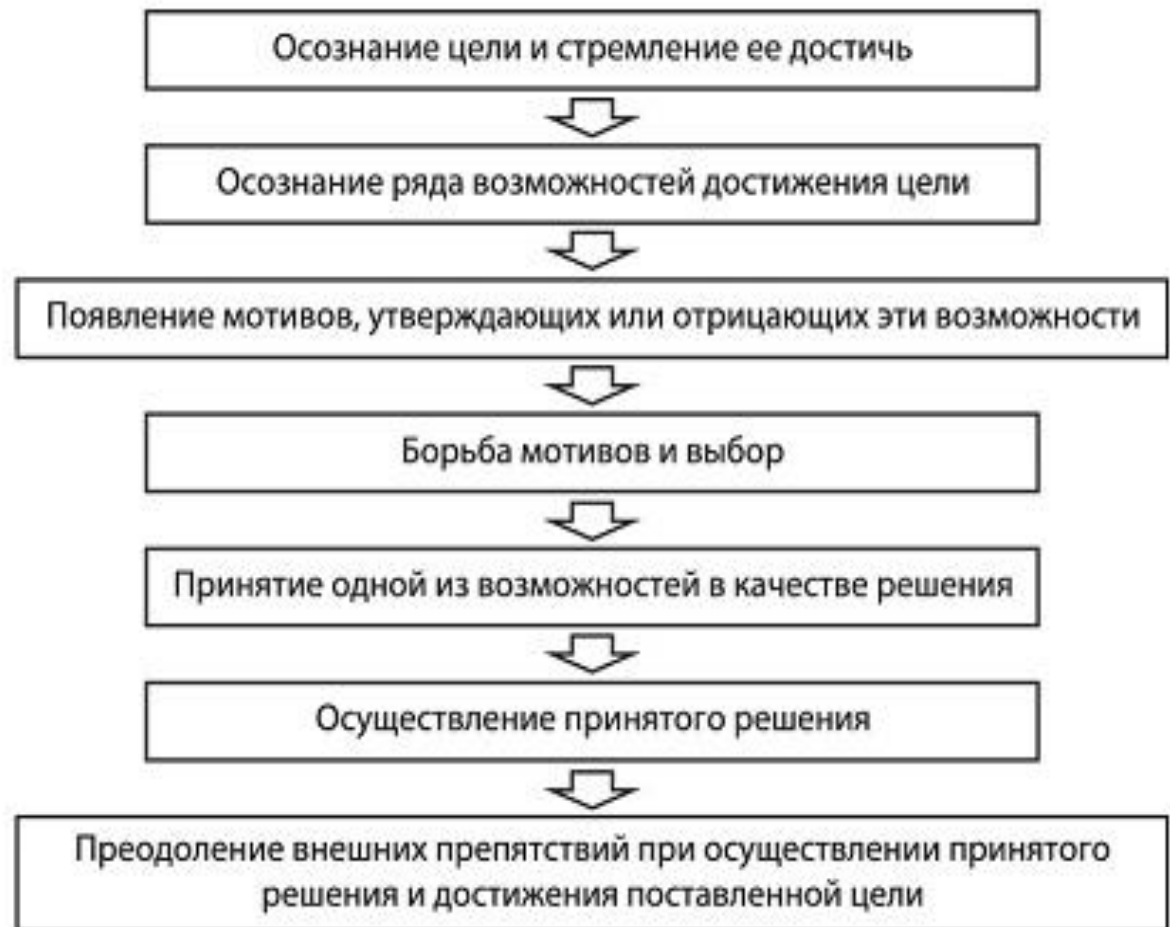 Осознание цели и стремление ее достичь
Осознание ряда возможностей достижения цели
Появление мотивов, утверждающих или отрицающих эти возможности
Борьба мотивов и выбор
Принятие одной из возможностей в качестве решения
Осуществление принятого решения
Преодоление внешних препятствий при осуществлении принятого
решения и достижения поставленной цели